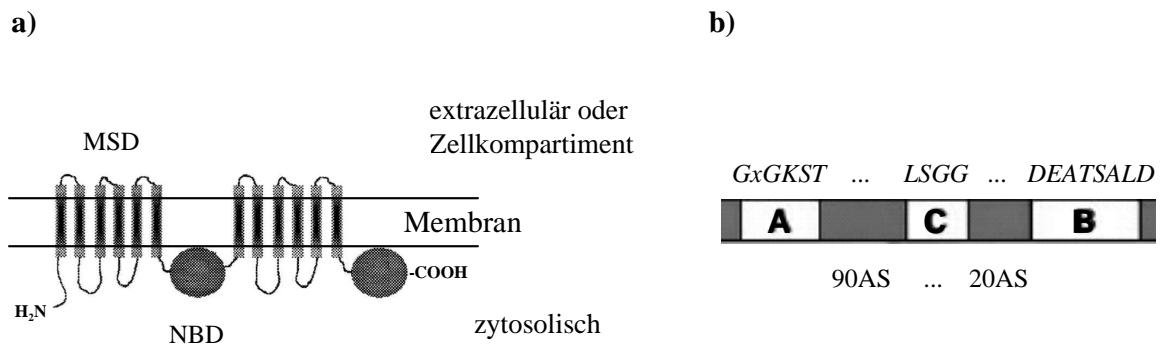 a)
extrazellulär oder
Zellkompartiment
MSD
Membran
H₂N
-COOH
NBD
zytosolisch
b)
GxGKST ... LSGG ... DEATSALD
A C B
90AS ... 20AS